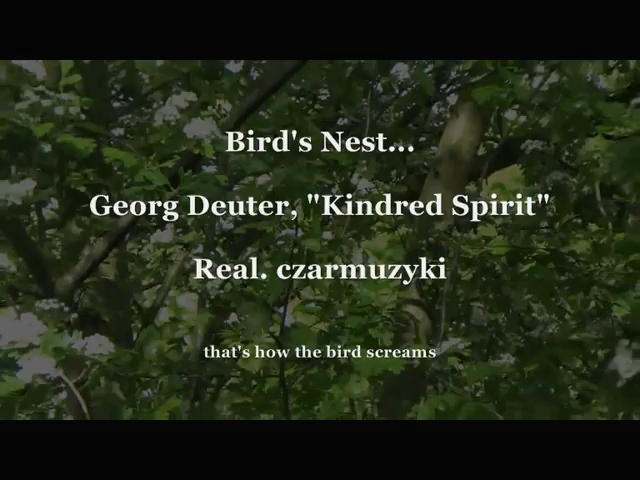 Bird's Nest...
Georg Deuter, "Kindred Spirit"
Real. czarmuzyki
that's how the bird screams